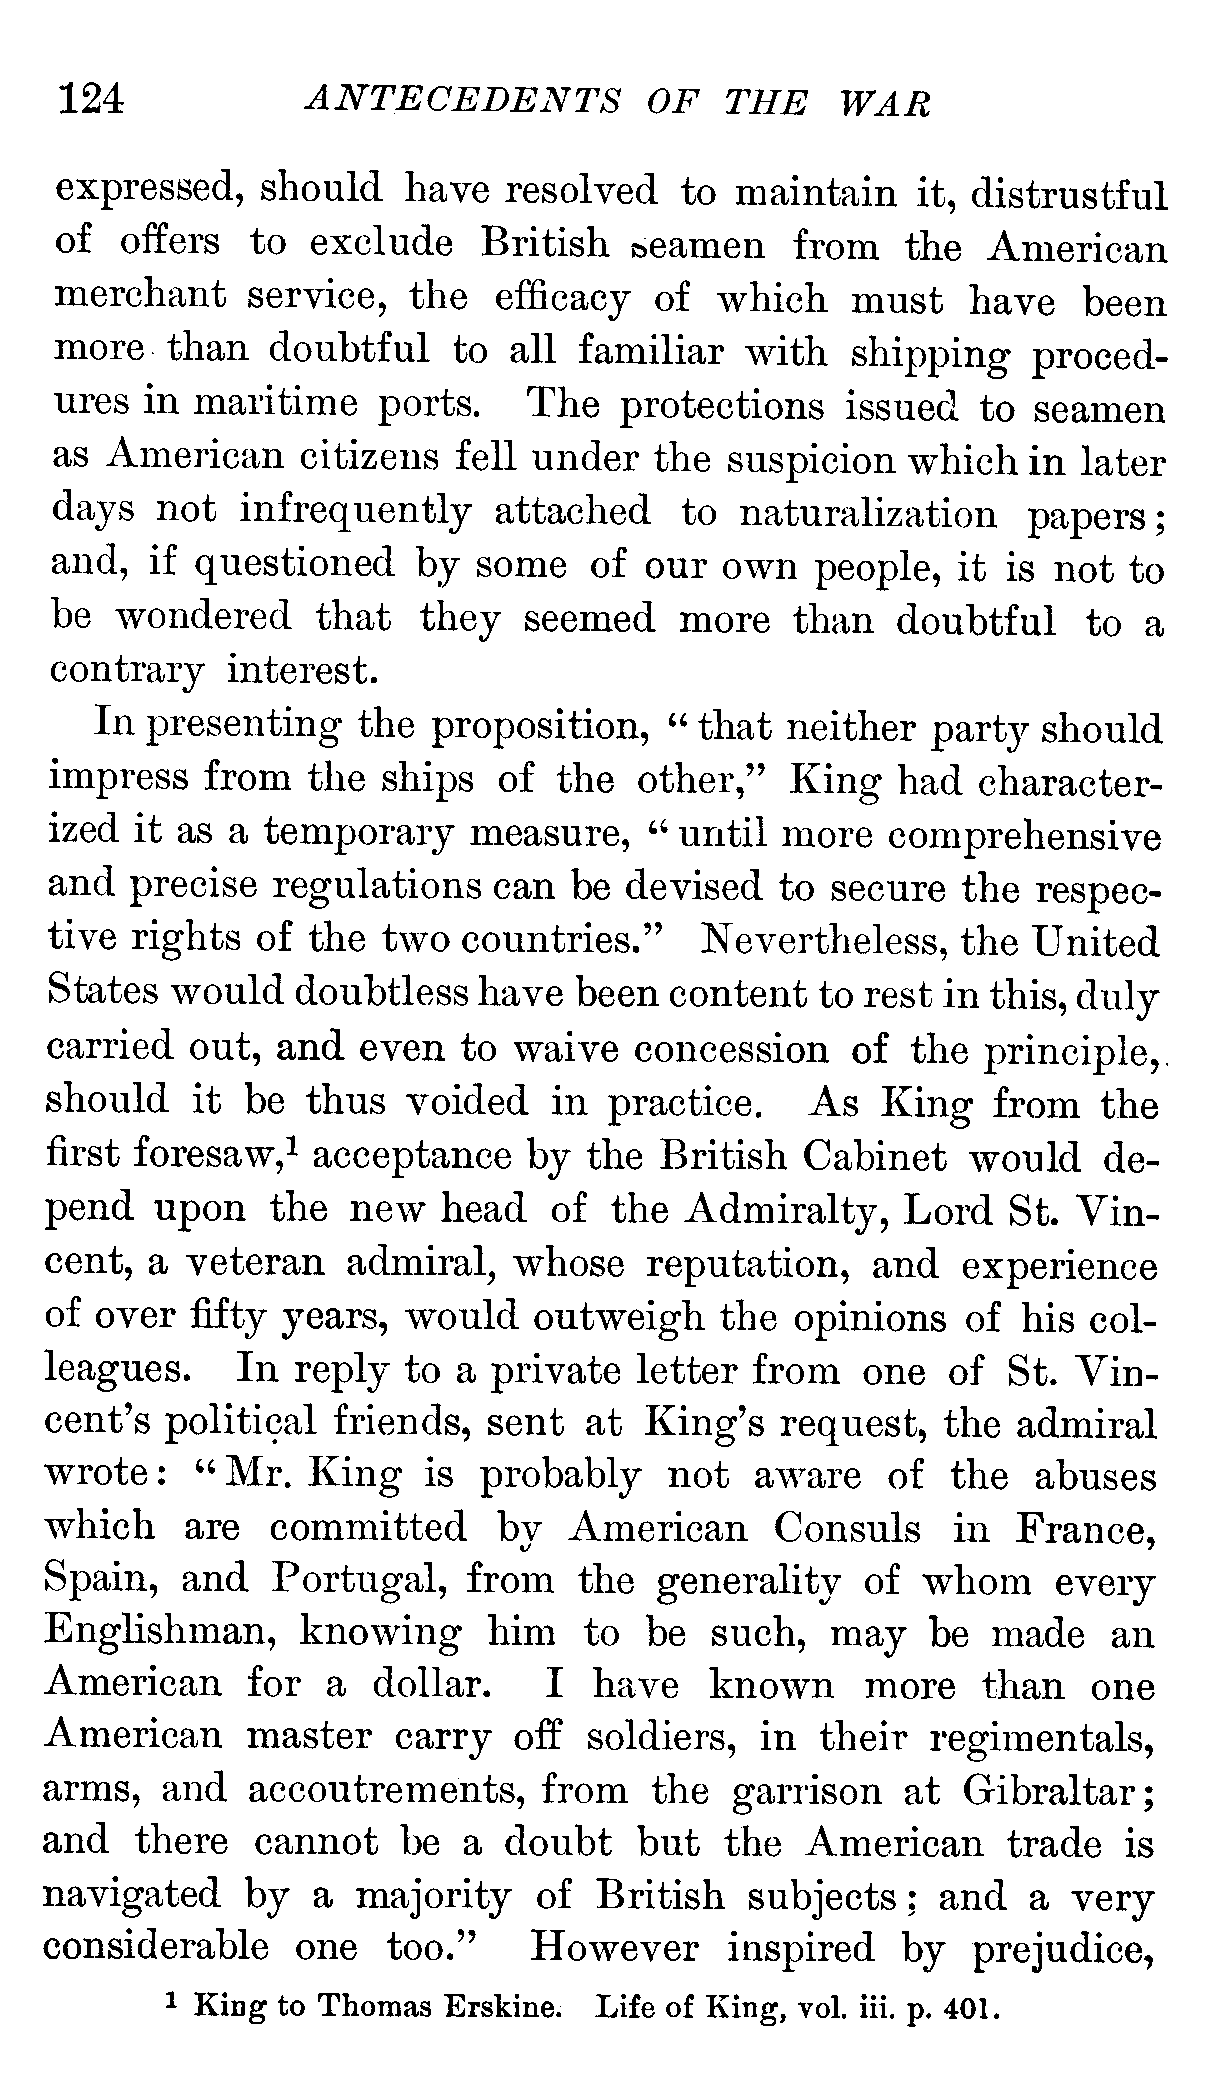 124 ANTECEDENTS OF THE WAR
expressed, should have resolved to maintain it, distrustful
of offers to exclude British seamen from the American
merchant service, the efficacy of which must have been
more than doubtful to all familiar with shipping proced-
ures in maritime ports. The protections issued to seamen
as American citizens fell under the suspicion which in later
days not infrequently attached to naturalization papers;
and, if questioned by some of our own people, it is not to
be wondered that they seemed more than doubtful to a
contrary interest.
In presenting the proposition, “that neither party should
impress from the ships of the other,” King had character-
ized it as a temporary measure, “until more comprehensive
and precise regulations can be devised to secure the respec-
tive rights of the two countries.” Nevertheless, the United
States would doubtless have been content to rest in this, duly
carried out, and even to waive concession of the principle,
should it be thus voided in practice. As King from the
first foresaw,¹ acceptance by the British Cabinet would de-
pend upon the new head of the Admiralty, Lord St. Vin-
cent, a veteran admiral, whose reputation, and experience
of over fifty years, would outweigh the opinions of his col-
leagues. In reply to a private letter from one of St. Vin-
cent’s political friends, sent at King’s request, the admiral
wrote: “Mr. King is probably not aware of the abuses
which are committed by American Consuls in France,
Spain, and Portugal, from the generality of whom every
Englishman, knowing him to be such, may be made an
American for a dollar. I have known more than one
American master carry off soldiers, in their regimentals,
arms, and accoutrements, from the garrison at Gibraltar;
and there cannot be a doubt but the American trade is
navigated by a majority of British subjects; and a very
considerable one too.” However inspired by prejudice,
¹ King to Thomas Erskine. Life of King, vol. iii. p. 401.